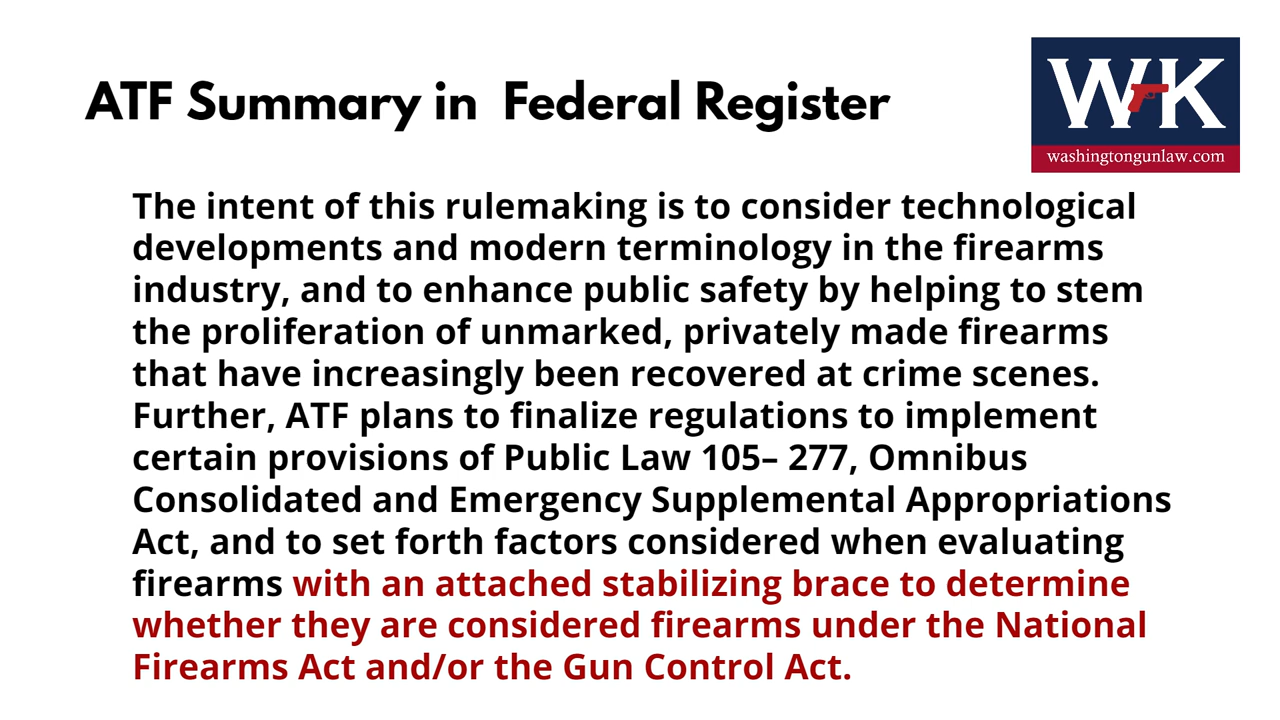 ATF Summary in Federal Register
WK
washingtongunlaw.com
The intent of this rulemaking is to consider technological
developments and modern terminology in the firearms
industry, and to enhance public safety by helping to stem
the proliferation of unmarked, privately made firearms
that have increasingly been recovered at crime scenes.
Further, ATF plans to finalize regulations to implement
certain provisions of Public Law 105– 277, Omnibus
Consolidated and Emergency Supplemental Appropriations
Act, and to set forth factors considered when evaluating
firearms with an attached stabilizing brace to determine
whether they are considered firearms under the National
Firearms Act and/or the Gun Control Act.